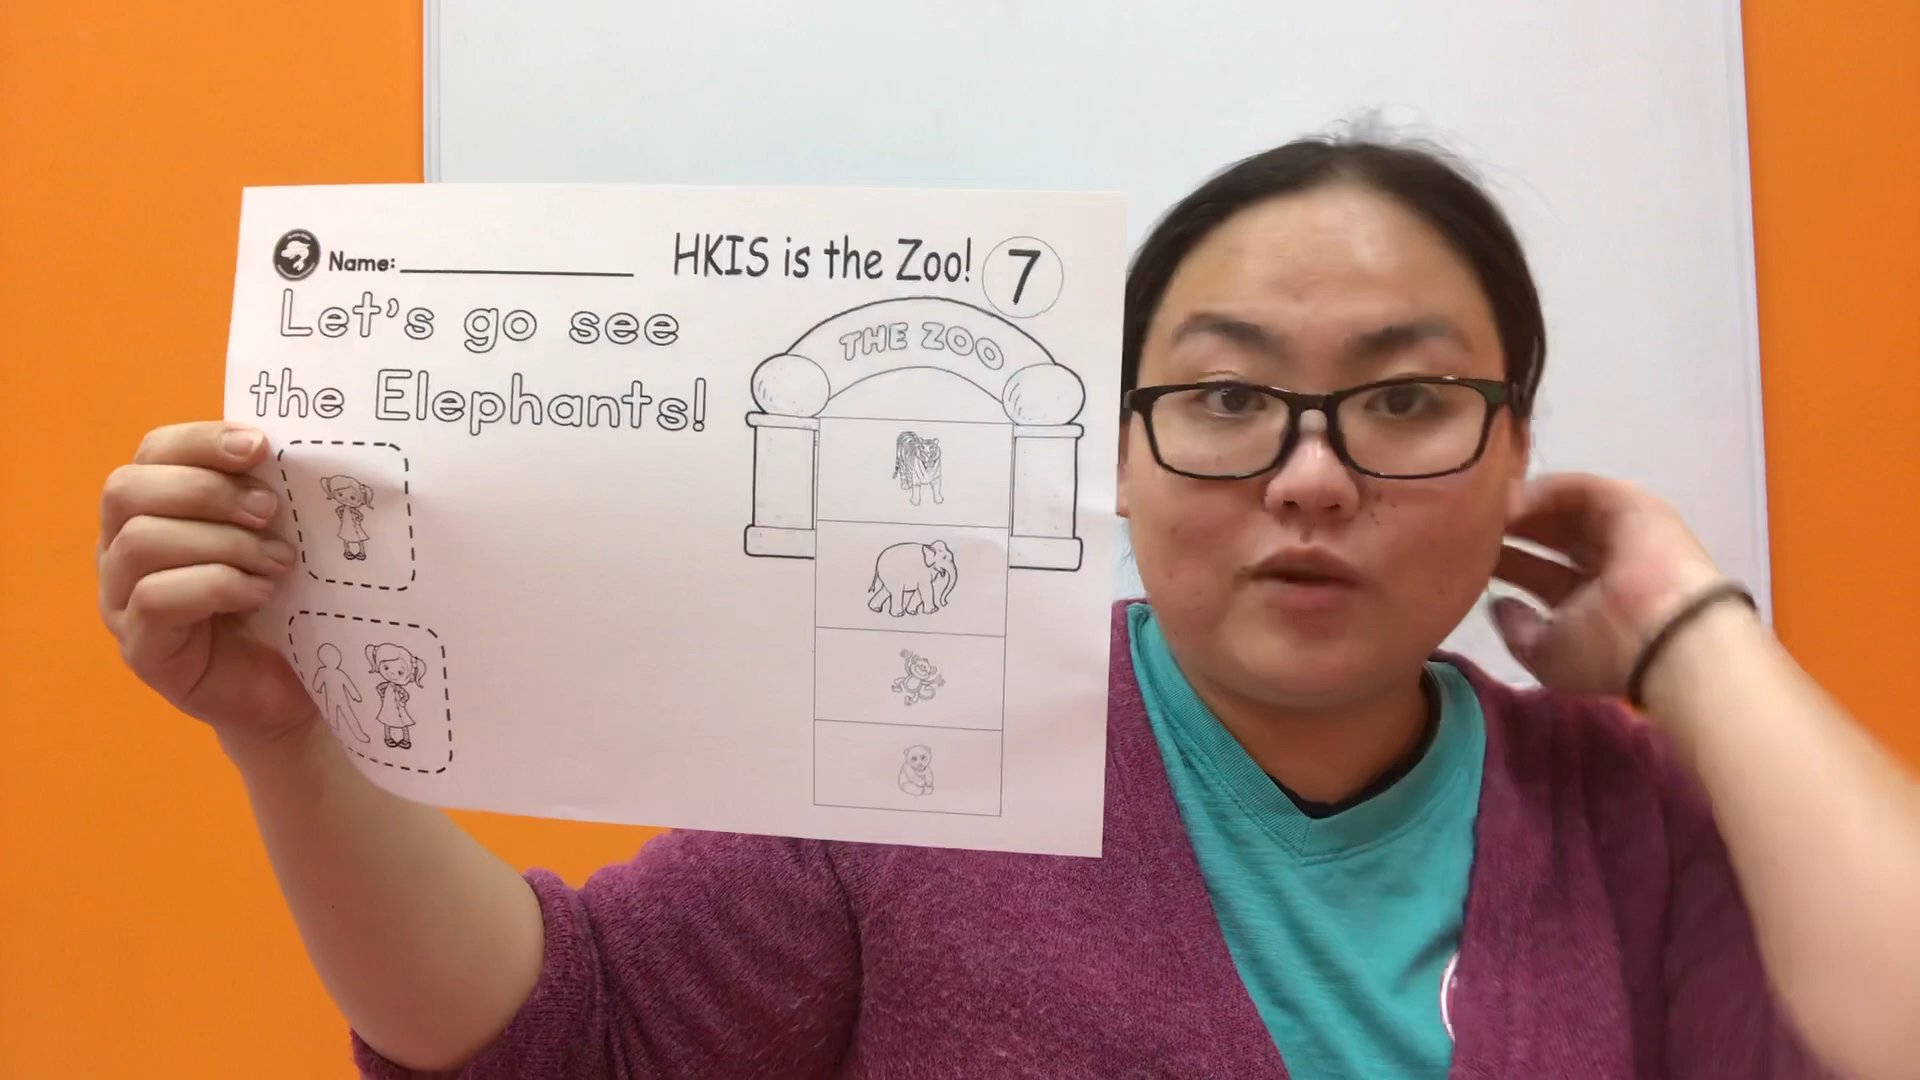 Name: HKIS is the Zoo! 7
Let's go see
the Elephants!
THE ZOO